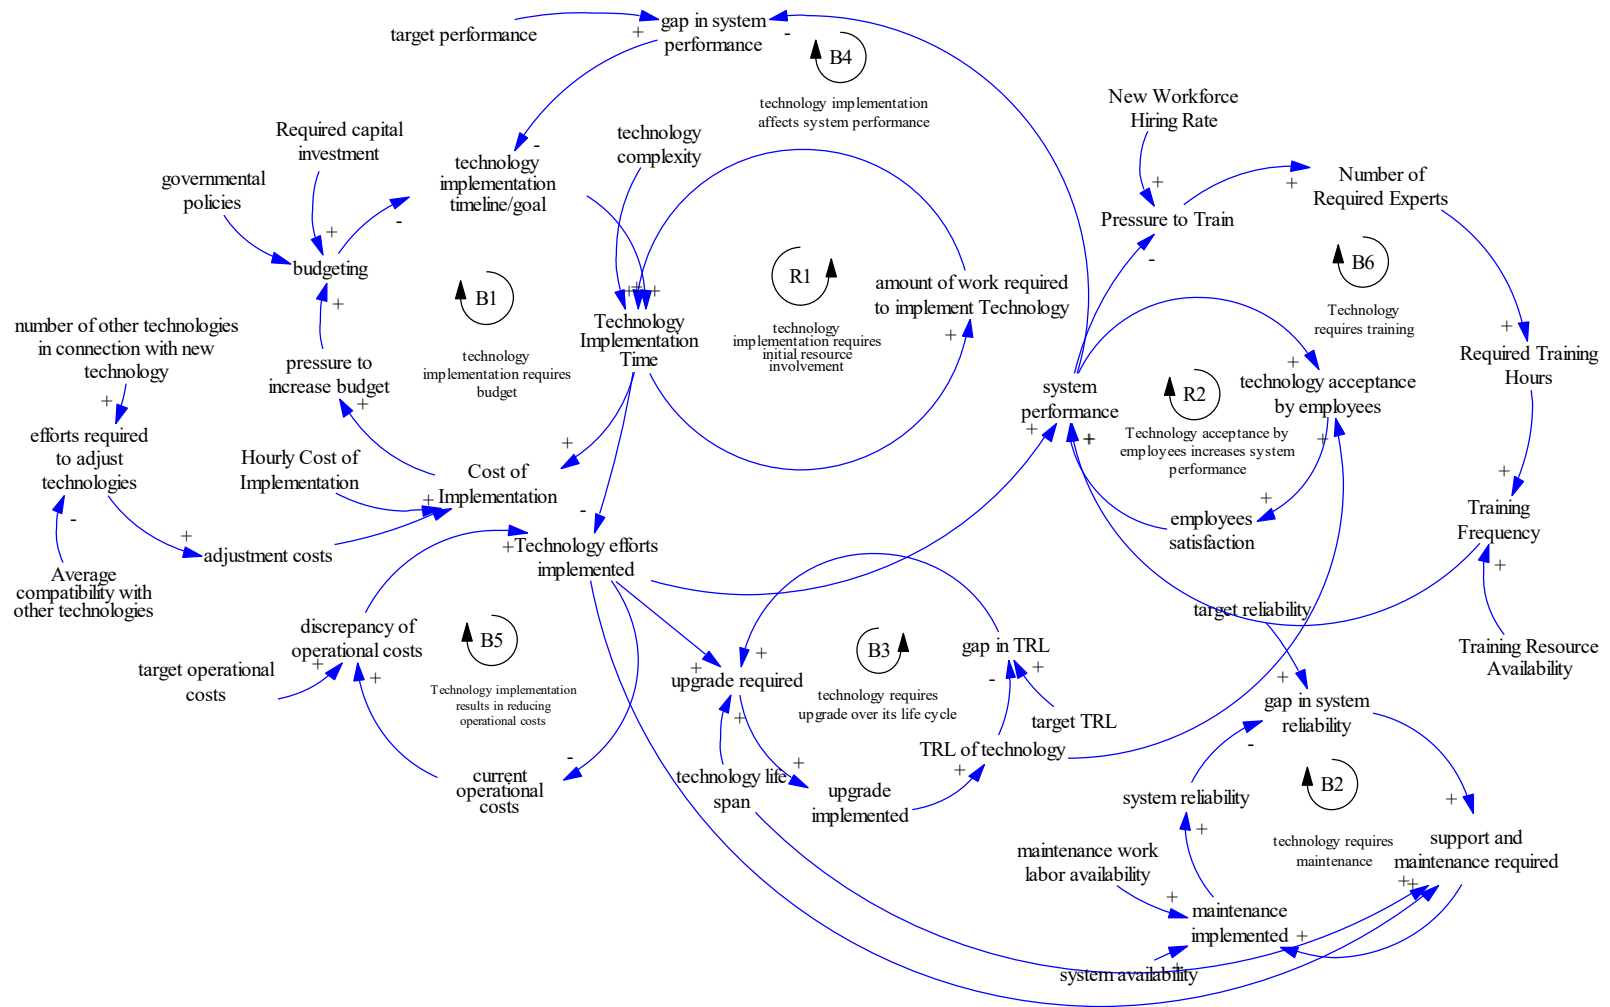 target performance
+
gap in system
performance
-
B4
technology implementation
affects system performance
New Workforce
Hiring Rate
+
Pressure to Train
-
+
Number of
Required Experts
B6
Technology
requires training
+
Required Training
Hours
+
Training
Frequency
+
Training Resource
Availability
Required capital
investment
governmental
policies
+
budgeting
+
-
-
technology
implementation
timeline/goal
technology
complexity
+
+
+
Technology
Implementation
Time
B1
technology
implementation requires
budget
R1
technology
implementation requires
initial resource
involvement
amount of work required
to implement Technology
+
number of other technologies
in connection with new
technology
+
efforts required
to adjust
technologies
-
Average
compatibility with
other technologies
+
adjustment costs
pressure to
increase budget
+
Hourly Cost of
Implementation
+
Cost of
Implementation
+
-
+
Technology efforts
implemented
system
performance
+
+
+
R2
Technology acceptance by
employees increases system
performance
+
technology acceptance
by employees
+
+
employees
satisfaction
discrepancy of
operational costs
+
+
target operational
costs
B5
Technology implementation
results in reducing
operational costs
-
current
operational
costs
+
+
upgrade required
+
technology life
span
+
upgrade
implemented
+
TRL of technology
B3
technology requires
upgrade over its life cycle
gap in TRL
-
+
target TRL
target reliability
+
gap in system
reliability
-
system reliability
+
B2
technology requires
maintenance
+
support and
maintenance required
+
+
maintenance work
labor availability
+
maintenance
implemented
+
system availability
+